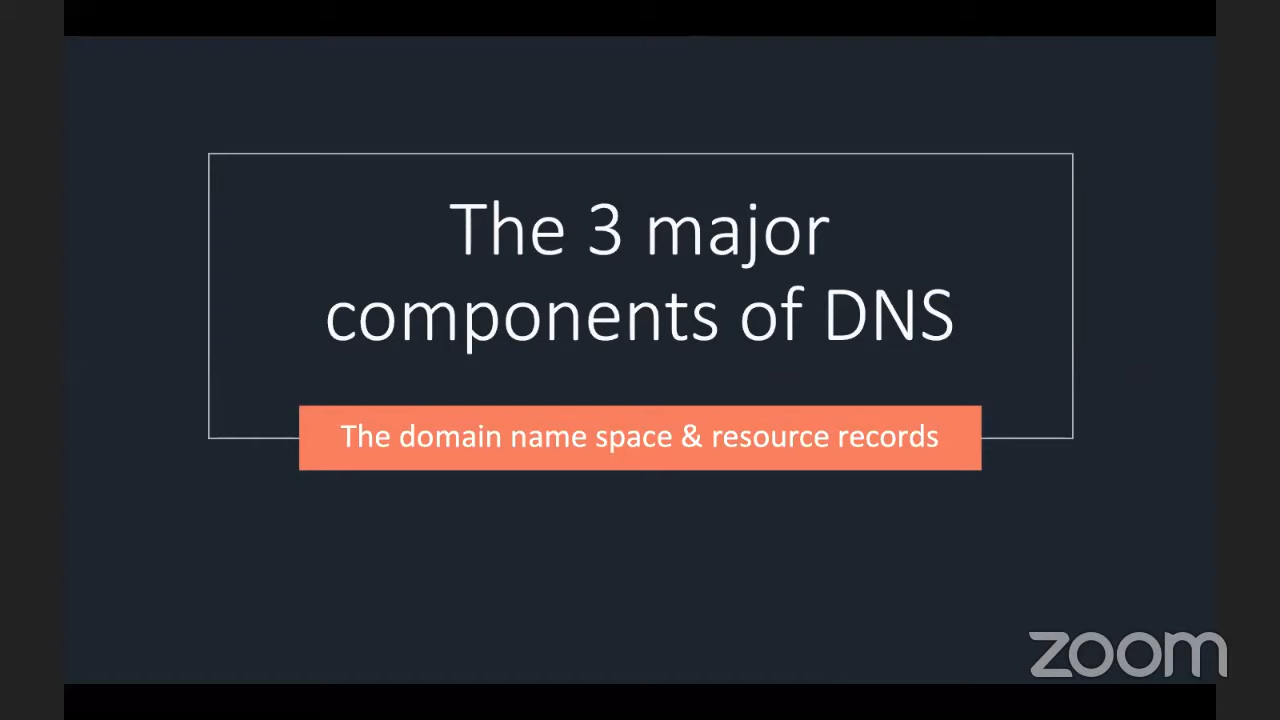 The 3 major
components of DNS
The domain name space & resource records
zoom